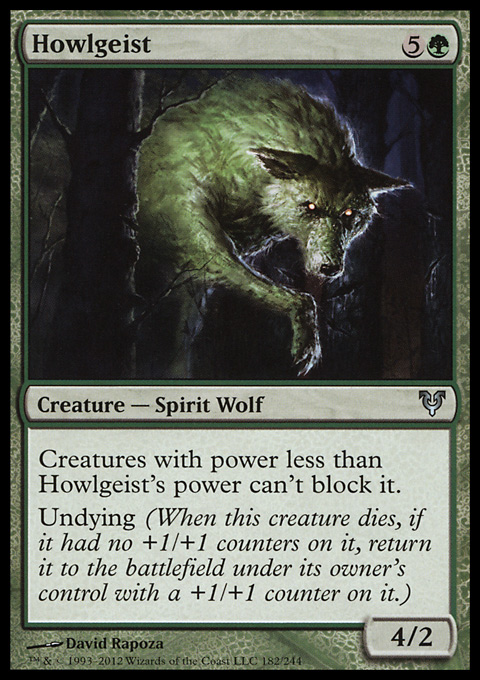 Howlgeist 5
Creature — Spirit Wolf
Creatures with power less than
Howlgeist's power can't block it.
Undying (When this creature dies, if
it had no +1/+1 counters on it, return
it to the battlefield under its owner's
control with a +1/+1 counter on it.)
David Rapoza
4/2
™ & © 1993–2012 Wizards of the Coast LLC 182/244